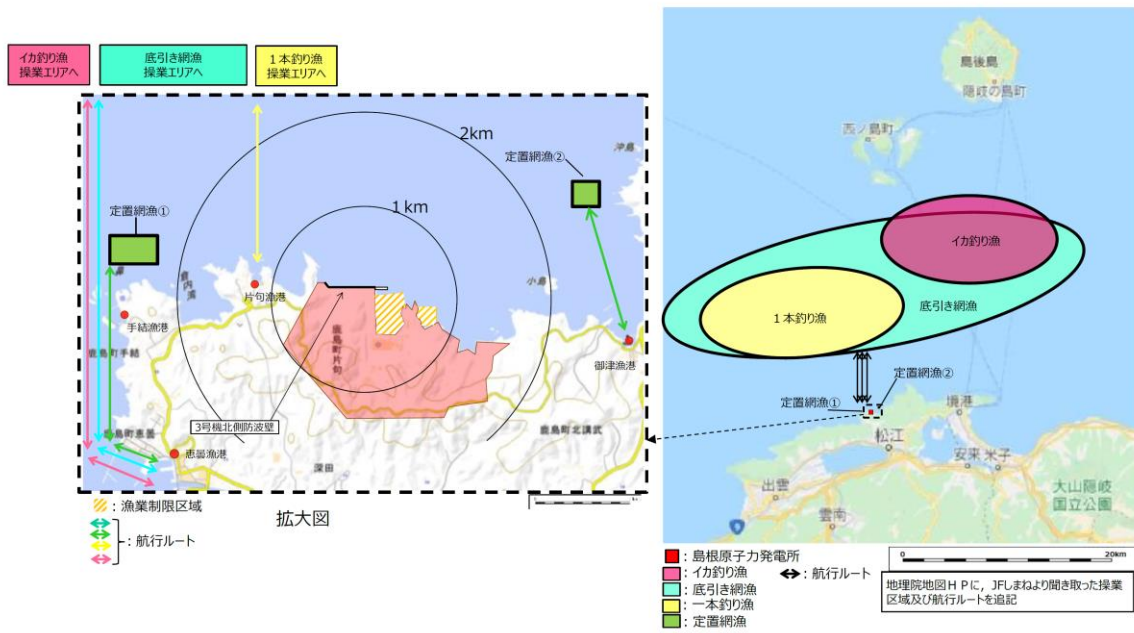 イカ釣り漁
操業エリアへ
底引き網漁
操業エリアへ
1本釣り漁
操業エリアへ
2km
1km
定置網漁①
定置網漁②
沖島
小島
片句漁港
手結漁港
鹿島町手結
鹿島町片句
御津漁港
3号機北側防波壁
鹿島町恵曇
恵曇漁港
深田
鹿島町北講武
:漁業制限区域
:航行ルート
拡大図
島後島
隠岐の島町
西ノ島町
イカ釣り漁
底引き網漁
1本釣り漁
定置網漁②
定置網漁①
境港
松江
安来
米子
出雲
雲南
大山隠岐
国立公園
9
:島根原子力発電所
:イカ釣り漁
:航行ルート
:底引き網漁
:一本釣り漁
:定置網漁
0
20km
地理院地図HPに,JFしまねより聞き取った操業
区域及び航行ルートを追記